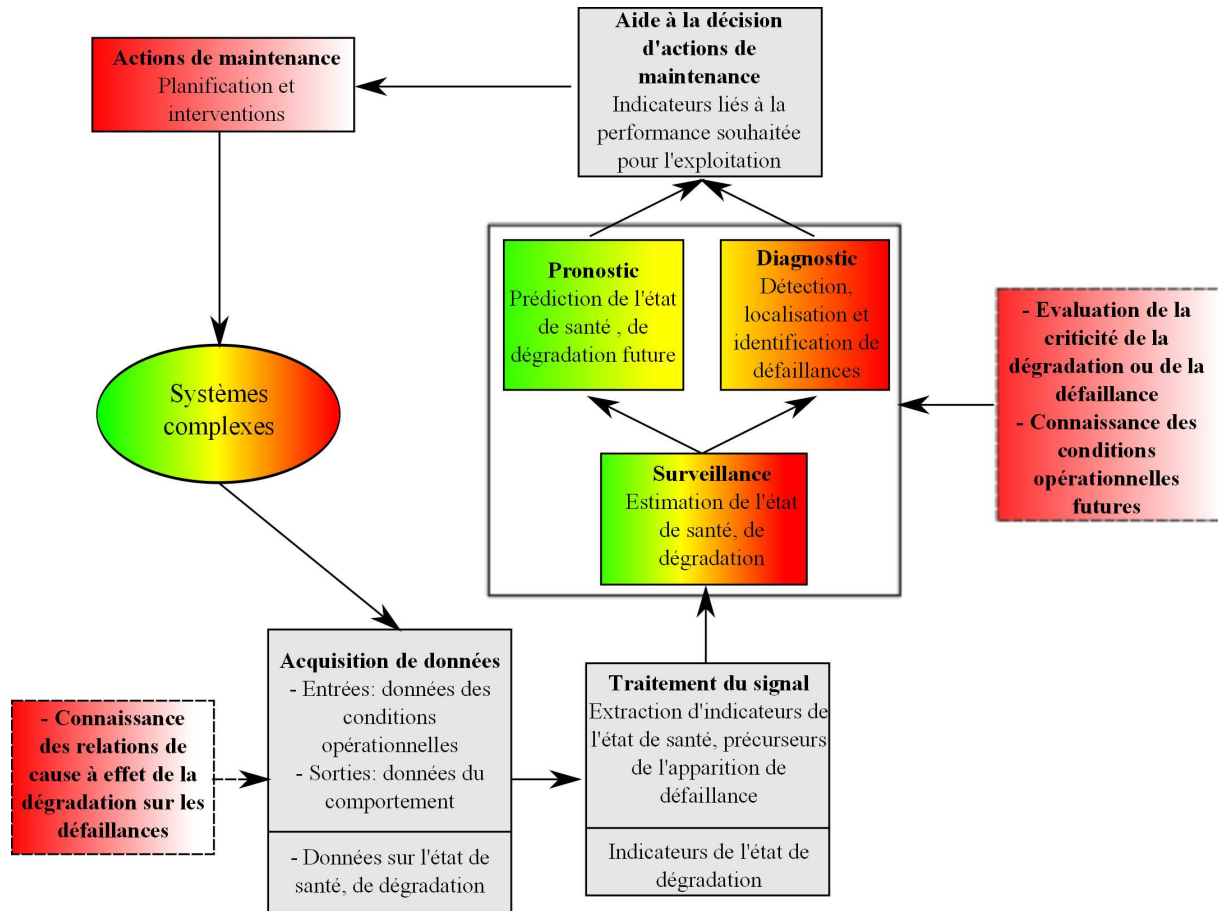 Aide à la décision
d'actions de
maintenance
Indicateurs liés à la
performance souhaitée
pour l'exploitation
Actions de maintenance
Planification et
interventions
Pronostic
Prédiction de l'état
de santé , de
dégradation future
Diagnostic
Détection,
localisation et
identification de
défaillances
- Evaluation de la
criticité de la
dégradation ou de la
défaillance
- Connaissance des
conditions
opérationnelles
futures
Systèmes
complexes
Surveillance
Estimation de l'état
de santé, de
dégradation
Acquisition de données
- Entrées: données des
conditions
opérationnelles
- Sorties: données du
comportement
- Données sur l'état de
santé, de dégradation
Traitement du signal
Extraction d'indicateurs de
l'état de santé, précurseurs
de l'apparition de
défaillance
Indicateurs de l'état de
dégradation
- Connaissance
des relations de
cause à effet de la
dégradation sur les
défaillances